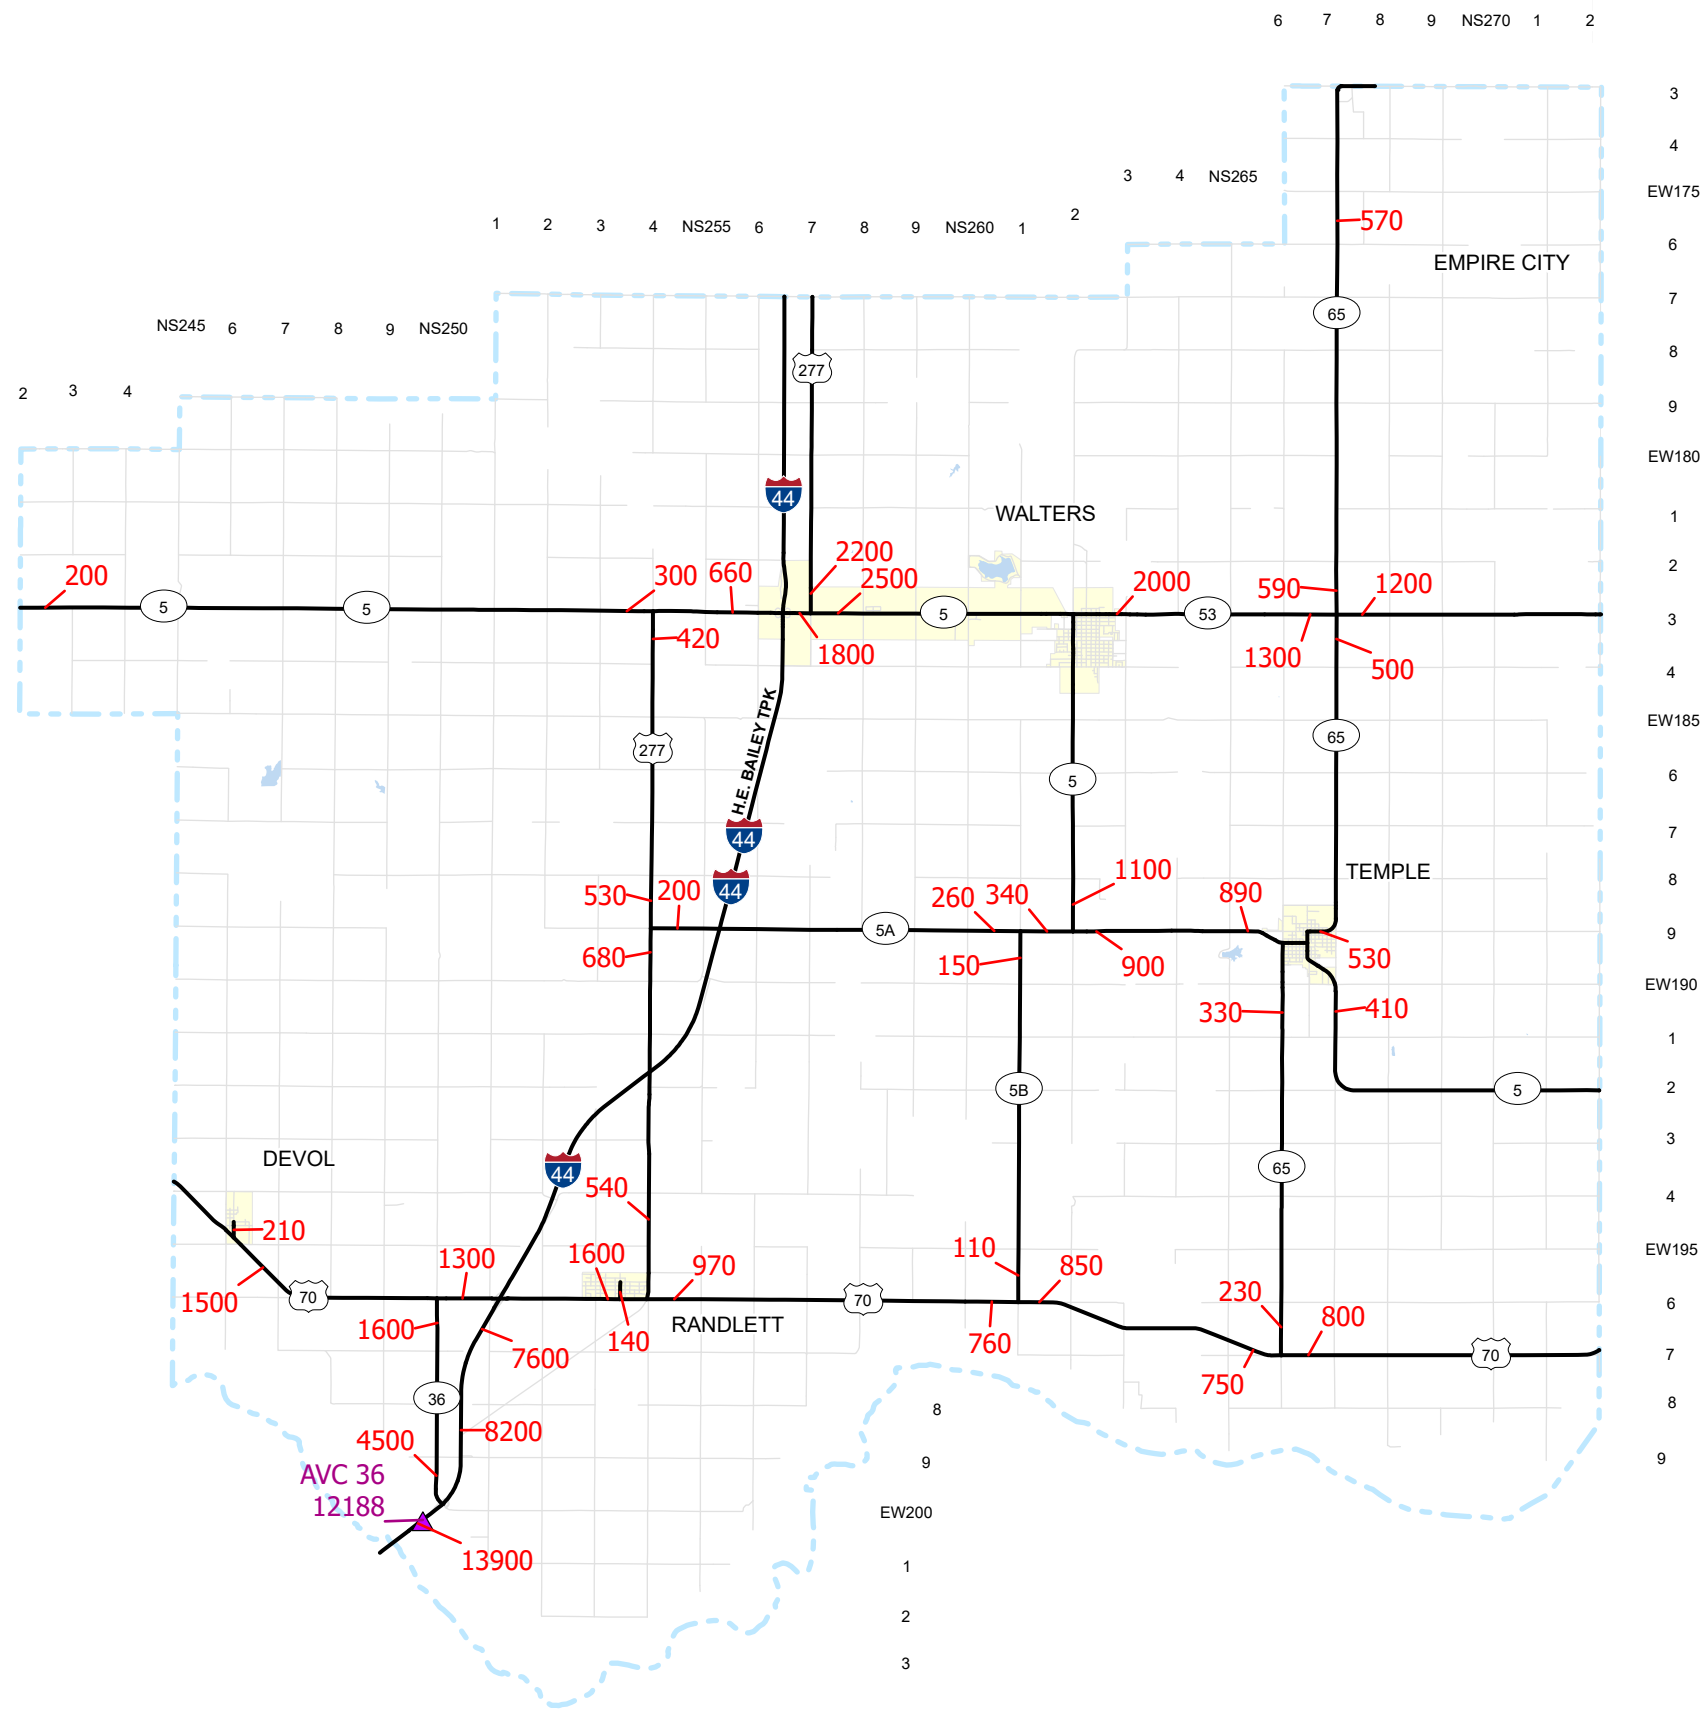 6 7 8 9 NS270 1 2
3
4
3 4 NS265
EW175
2
570
1 2 3 4 NS255 6 7 8 9 NS260 1
6
EMPIRE CITY
7
65
NS245 6 7 8 9 NS250
8
277
2 3 4
9
EW180
44
WALTERS
1
2200
2
200 300 660 2500 2000 590 1200
5 5 5 53
3
420 1800 1300 500
4
EW185
H.E. BAILEY TPK
277 65
5
6
44
7
1100 TEMPLE
8
44
530 200 260 340 890
5A
9
680 150 900 530
EW190
330 410
1
5B 5
2
3
DEVOL
44 65
540
4
210
1600 110
EW195
1300 970 850
1500 70 70 230 800
6
1600 RANDLETT
140 760
7600 70
7
750
36 8
8
4500 8200
9
9
AVC 36
12188
EW200
13900
1
2
3